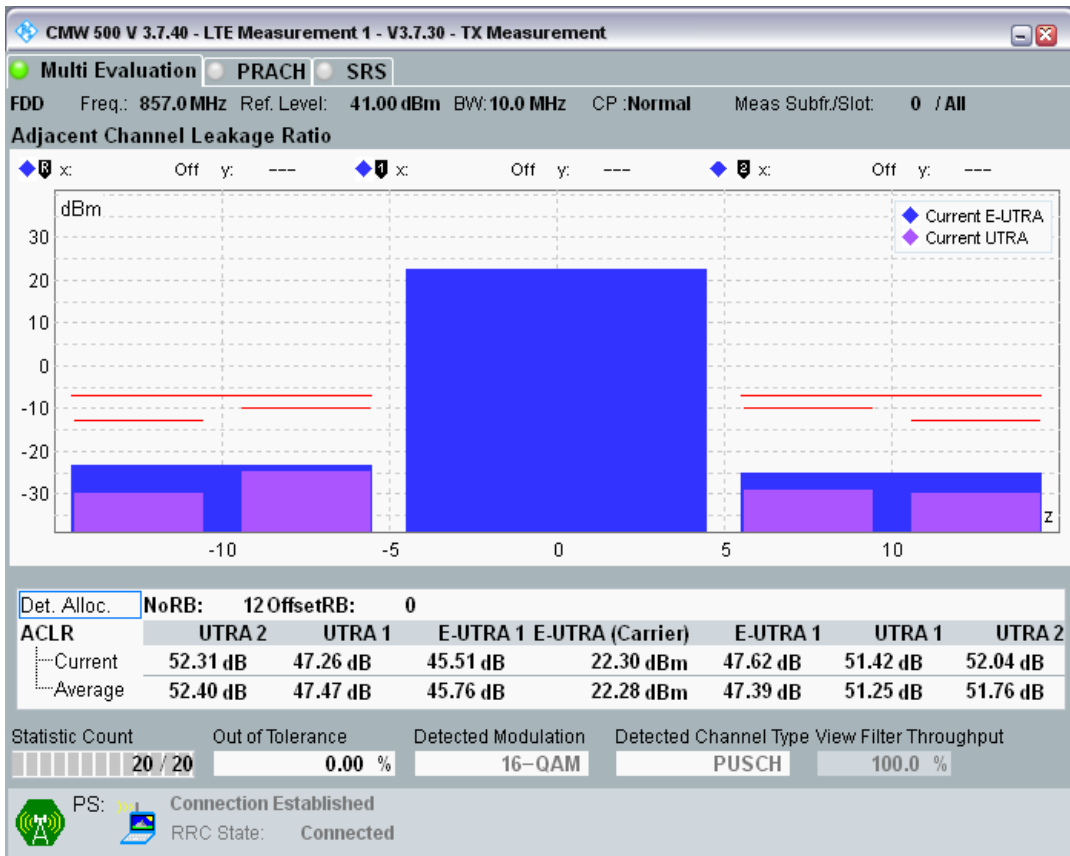 CMW 500 V 3.7.40 - LTE Measurement 1 - V3.7.30 - TX Measurement
Multi Evaluation PRACH SRS
FDD Freq.: 857.0 MHz Ref. Level: 41.00 dBm BW: 10.0 MHz CP : Normal Meas Subfr./Slot: 0 / All
Adjacent Channel Leakage Ratio
R x: Off y: --- 1 x: Off y: --- 2 x: Off y: ---
dBm
Current E-UTRA
Current UTRA
30
20
10
0
-10
-20
-30
z
-10 -5 0 5 10
Det. Alloc. NoRB: 12 OffsetRB: 0
ACLR UTRA 2 UTRA 1 E-UTRA 1 E-UTRA (Carrier) E-UTRA 1 UTRA 1 UTRA 2
Current 52.31 dB 47.26 dB 45.51 dB 22.30 dBm 47.62 dB 51.42 dB 52.04 dB
Average 52.40 dB 47.47 dB 45.76 dB 22.28 dBm 47.39 dB 51.25 dB 51.76 dB
Statistic Count Out of Tolerance Detected Modulation Detected Channel Type View Filter Throughput
20 / 20 0.00 % 16-QAM PUSCH 100.0 %
PS: Connection Established
RRC State: Connected